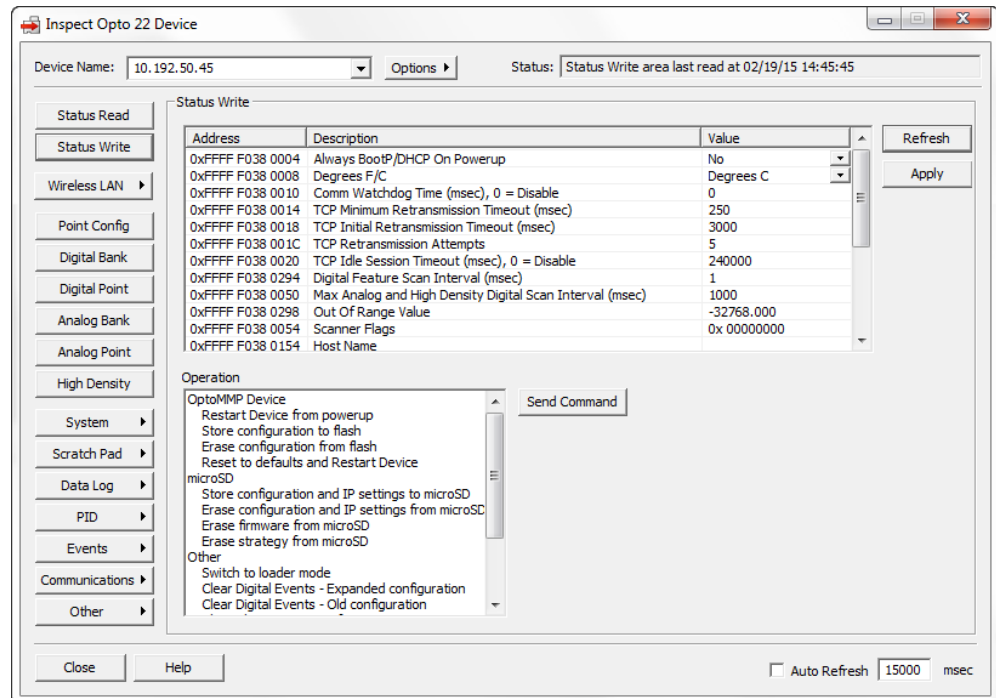 Inspect Opto 22 Device
Device Name: 10.192.50.45 Options Status: Status Write area last read at 02/19/15 14:45:45
Status Read
Status Write
Wireless LAN
Point Config
Digital Bank
Digital Point
Analog Bank
Analog Point
High Density
System
Scratch Pad
Data Log
PID
Events
Communications
Other
Status Write
Address Description Value
0xFFFF F038 0004 Always BootP/DHCP On Powerup No
0xFFFF F038 0008 Degrees F/C Degrees C
0xFFFF F038 0010 Comm Watchdog Time (msec), 0 = Disable 0
0xFFFF F038 0014 TCP Minimum Retransmission Timeout (msec) 250
0xFFFF F038 0018 TCP Initial Retransmission Timeout (msec) 3000
0xFFFF F038 001C TCP Retransmission Attempts 5
0xFFFF F038 0020 TCP Idle Session Timeout (msec), 0 = Disable 240000
0xFFFF F038 0294 Digital Feature Scan Interval (msec) 1
0xFFFF F038 0050 Max Analog and High Density Digital Scan Interval (msec) 1000
0xFFFF F038 0298 Out Of Range Value -32768.000
0xFFFF F038 0054 Scanner Flags 0x 00000000
0xFFFF F038 0154 Host Name
Refresh
Apply
Operation
OptoMMP Device
Restart Device from powerup
Store configuration to flash
Erase configuration from flash
Reset to defaults and Restart Device
microSD
Store configuration and IP settings to microSD
Erase configuration and IP settings from microSD
Erase firmware from microSD
Erase strategy from microSD
Other
Switch to loader mode
Clear Digital Events - Expanded configuration
Clear Digital Events - Old configuration
Send Command
Close Help Auto Refresh 15000 msec